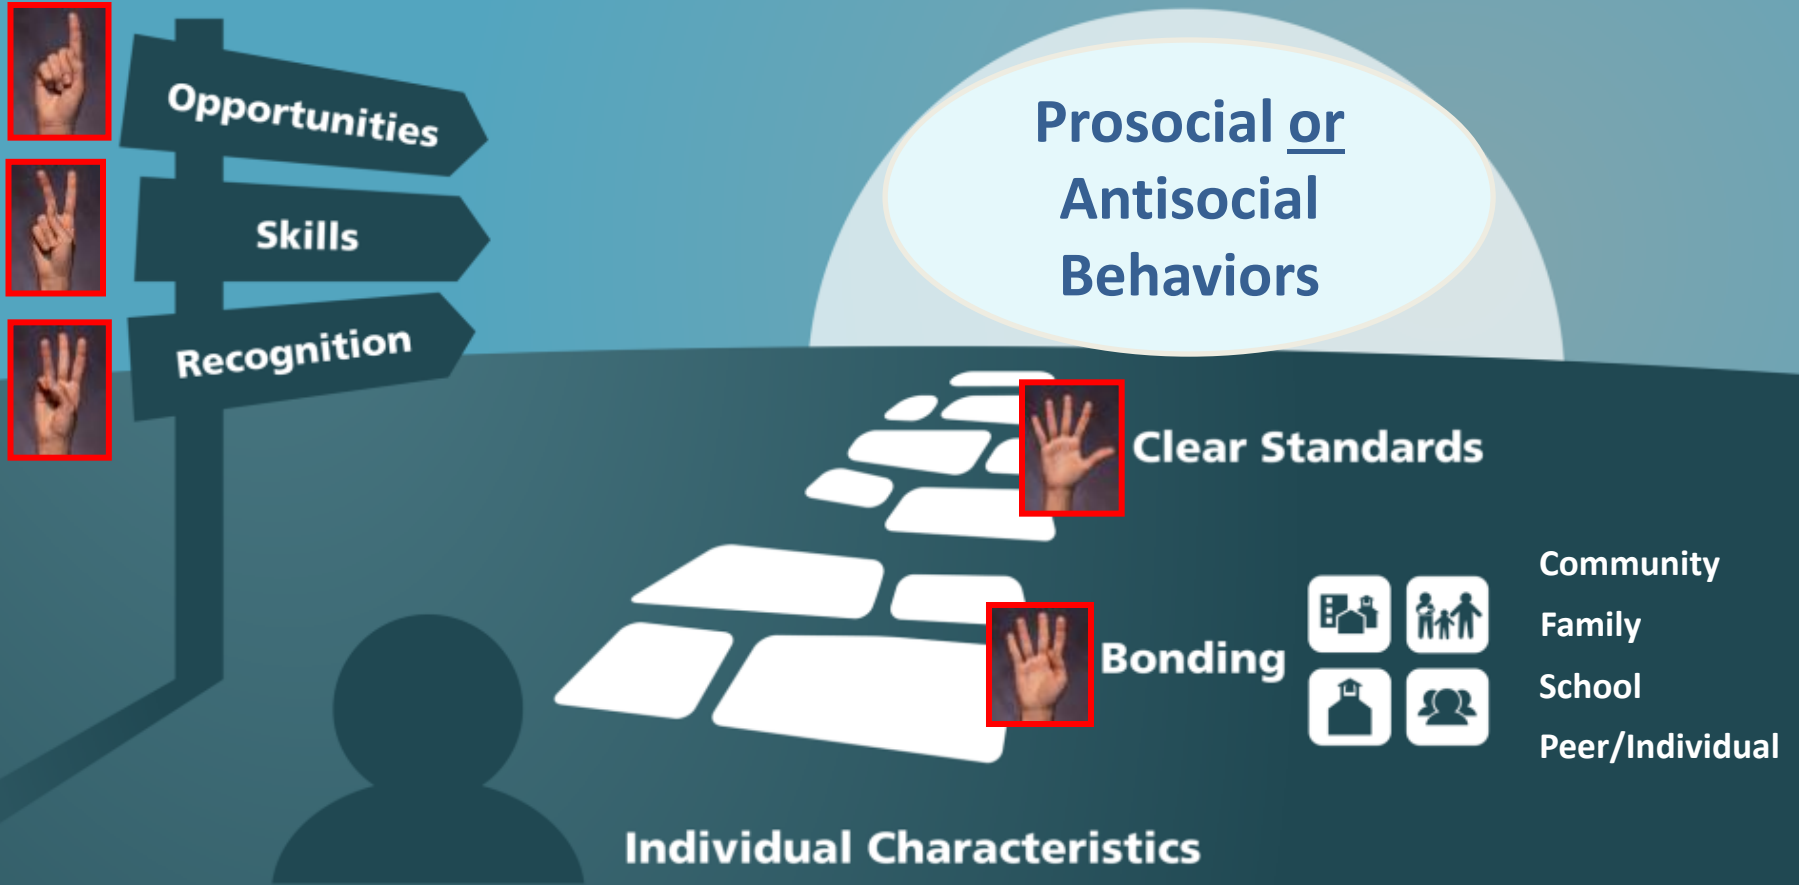 Opportunities
Skills
Recognition
Prosocial or
Antisocial
Behaviors
Clear Standards
Bonding
Community
Family
School
Peer/Individual
Individual Characteristics